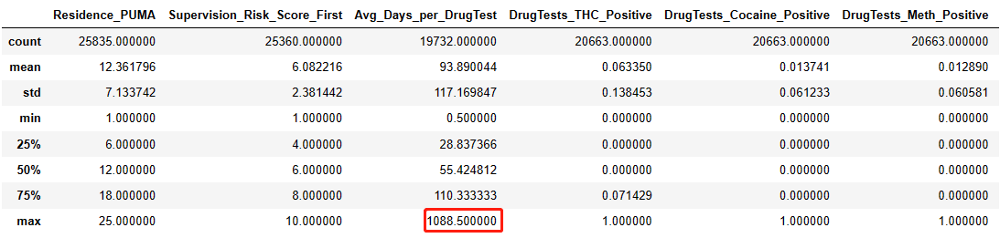 Residence_PUMA Supervision_Risk_Score_First Avg_Days_per_DrugTest DrugTests_THC_Positive DrugTests_Cocaine_Positive DrugTests_Meth_Positive
count 25835.000000 25360.000000 19732.000000 20663.000000 20663.000000 20663.000000
mean 12.361796 6.082216 93.890044 0.063350 0.013741 0.012890
std 7.133742 2.381442 117.169847 0.138453 0.061233 0.060581
min 1.000000 1.000000 0.500000 0.000000 0.000000 0.000000
25% 6.000000 4.000000 28.837366 0.000000 0.000000 0.000000
50% 12.000000 6.000000 55.424812 0.000000 0.000000 0.000000
75% 18.000000 8.000000 110.333333 0.071429 0.000000 0.000000
max 25.000000 10.000000 1088.500000 1.000000 1.000000 1.000000